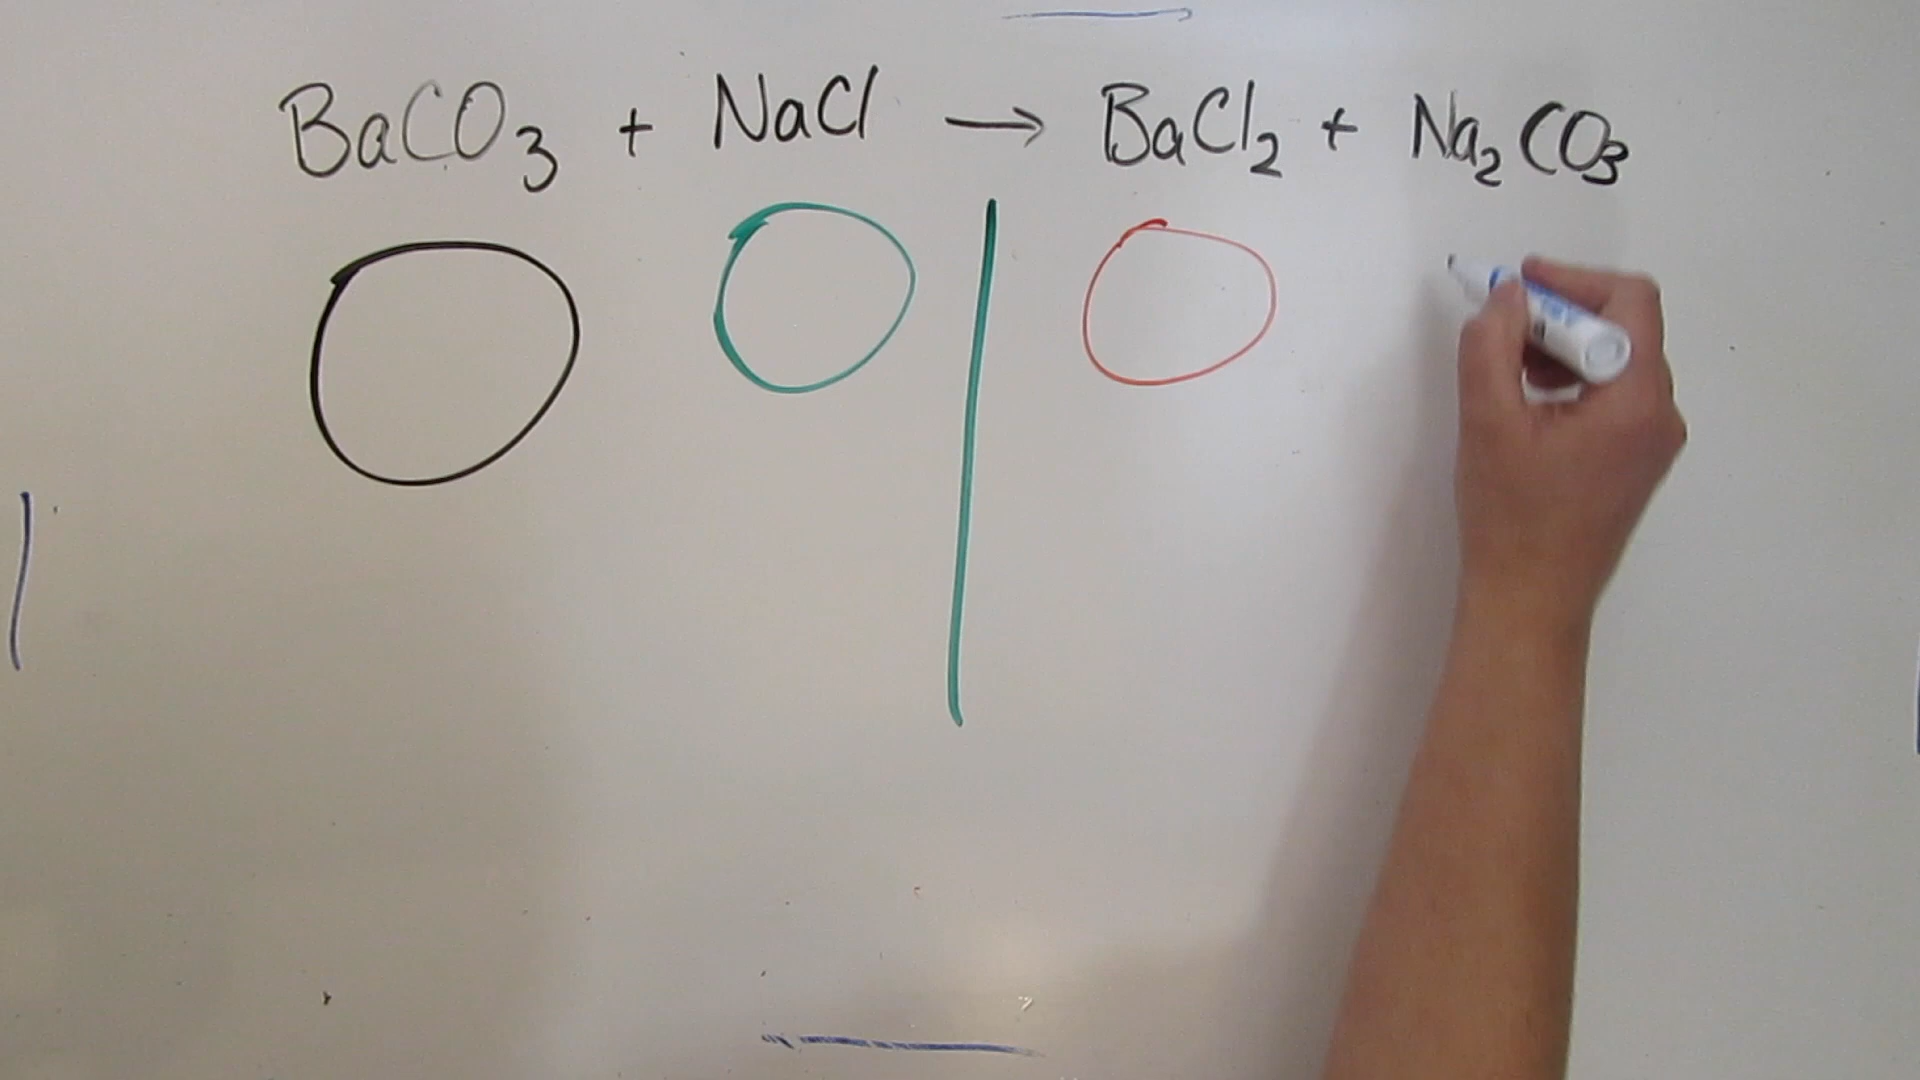 BaCO₃ + NaCl → BaCl₂ + Na₂CO₃